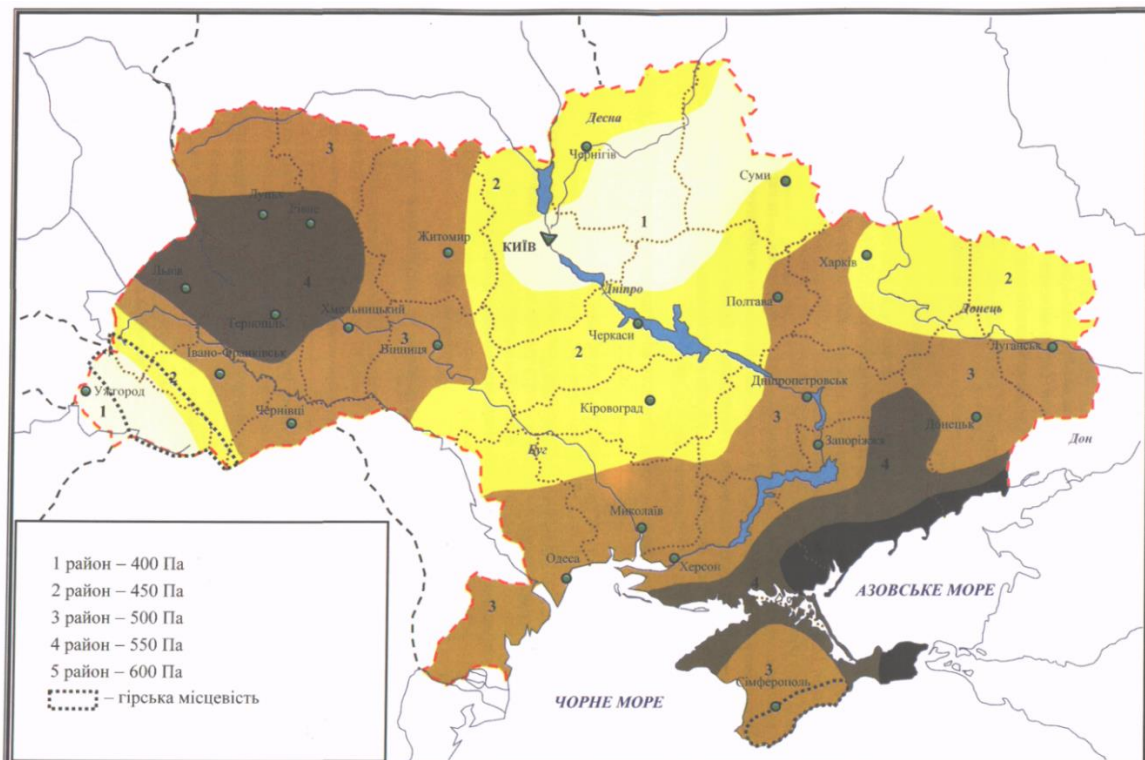 3
Десна
Чернігів
2
Суми
Луцьк
Рівне
1
КИЇВ
Житомир
Харків
2
Львів
4
Дніпро
Полтава
Донець
Тернопіль
Хмельницький
Черкаси
3
Вінниця
2
Луганськ
Івано-Франківськ
2
3
Ужгород
Дніпропетровськ
1
Кіровоград
Чернівці
3
Донецьк
Дон
Буг
Запоріжжя
4
Миколаїв
Херсон
Одеса
4
АЗОВСЬКЕ МОРЕ
3
3
Сімферополь
ЧОРНЕ МОРЕ
1 район – 400 Па
2 район – 450 Па
3 район – 500 Па
4 район – 550 Па
5 район – 600 Па
– гірська місцевість